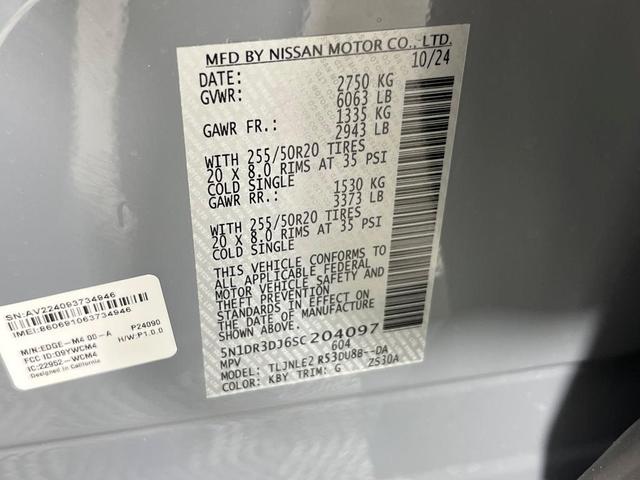 MFD BY NISSAN MOTOR CO., LTD.
DATE: 10/24
GVWR: 2750 KG
6063 LB
GAWR FR.: 1335 KG
2943 LB
WITH 255/50R20 TIRES
20 X 8.0 RIMS AT 35 PSI
COLD SINGLE
GAWR RR.: 1530 KG
3373 LB
WITH 255/50R20 TIRES
20 X 8.0 RIMS AT 35 PSI
COLD SINGLE
THIS VEHICLE CONFORMS TO
ALL APPLICABLE FEDERAL
MOTOR VEHICLE SAFETY AND
THEFT PREVENTION
STANDARDS IN EFFECT ON
THE DATE OF MANUFACTURE
SHOWN ABOVE.
5N1DR3DJ6SC204097
MPV 604
MODEL: TLJNLE2 R53DU8B--DA
COLOR: KBY TRIM: G ZS30A
SN:AV224093734946
IMEI:860691063734946
P24090
M/N:EDGE-M4.00-A H/W:P1.0.0
FCC ID:09YWCM4
IC:22952-WCM4
Designed in California